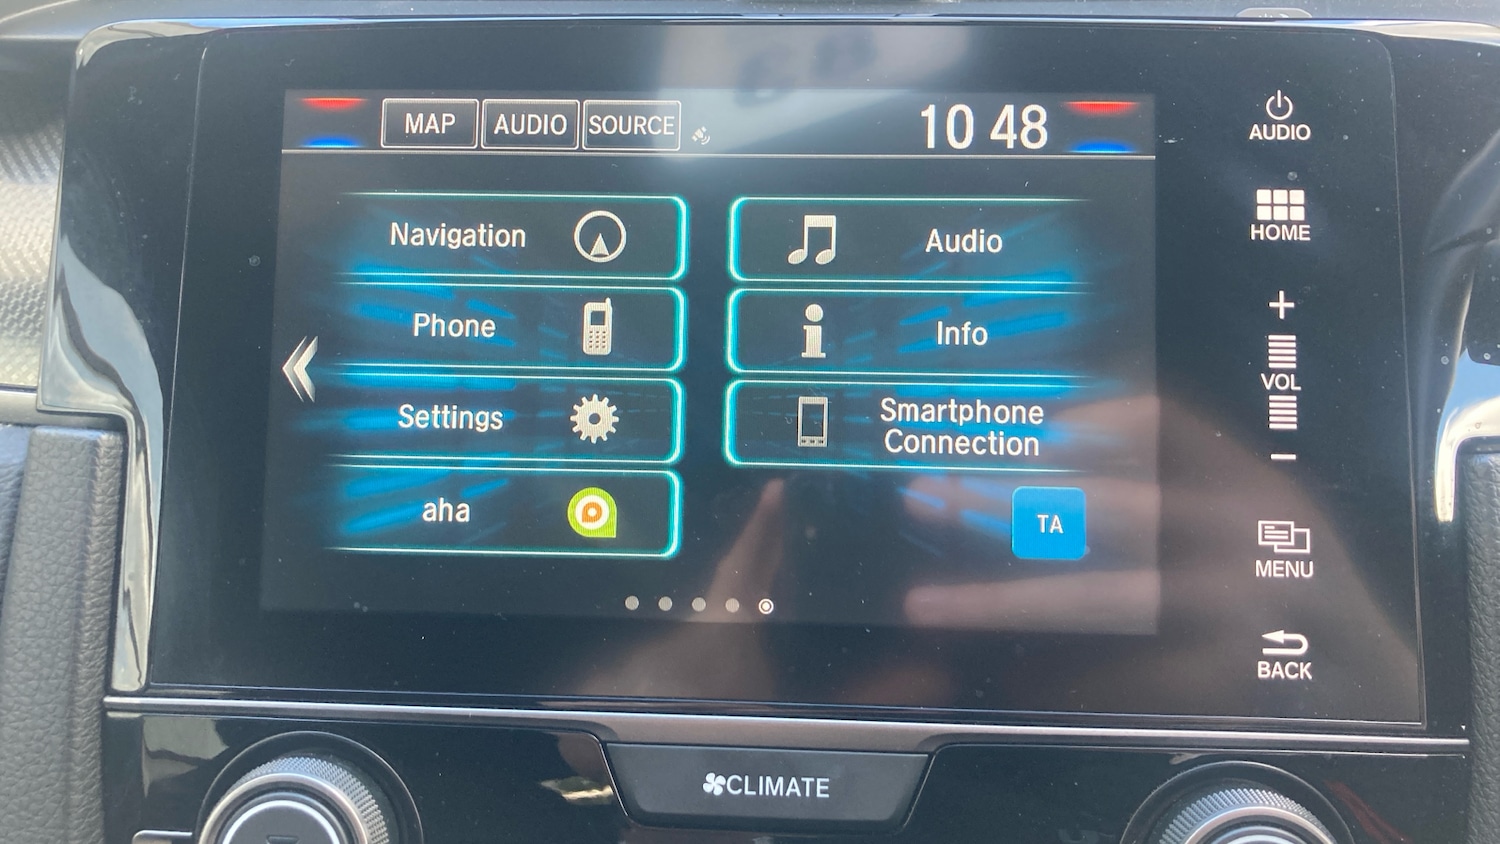 MAP AUDIO SOURCE 10 48
Navigation
Audio
Phone
Info
Settings
Smartphone
Connection
aha
TA
AUDIO
HOME
+
VOL
−
MENU
BACK
CLIMATE